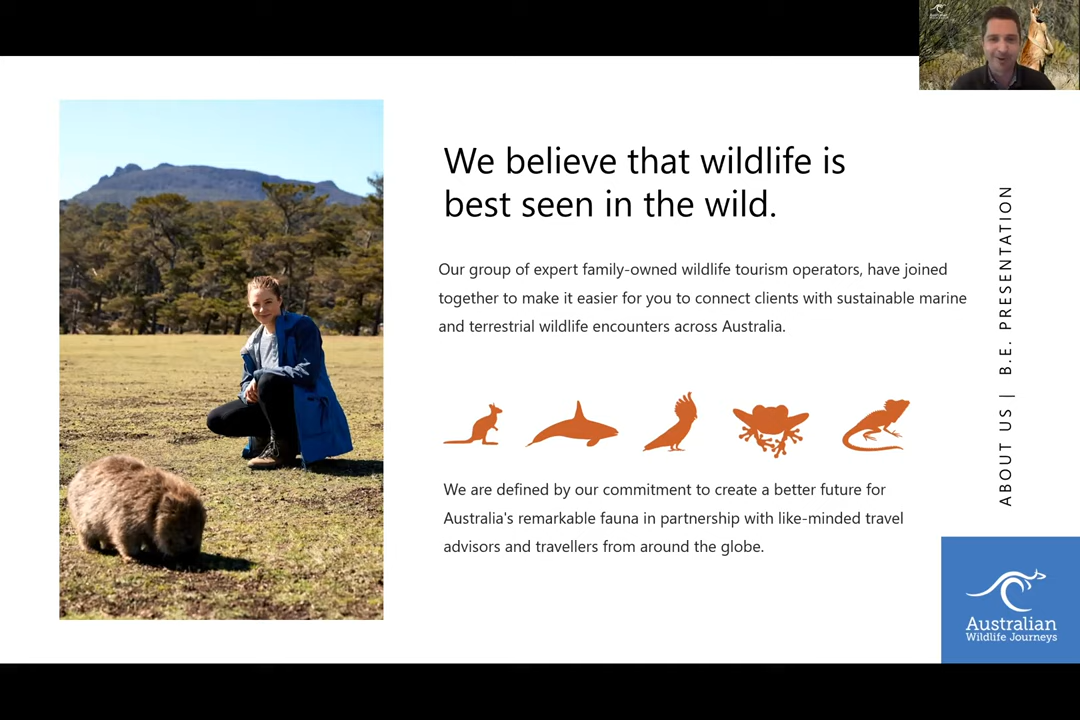 We believe that wildlife is
best seen in the wild.
Our group of expert family-owned wildlife tourism operators, have joined
together to make it easier for you to connect clients with sustainable marine
and terrestrial wildlife encounters across Australia.
We are defined by our commitment to create a better future for
Australia's remarkable fauna in partnership with like-minded travel
advisors and travellers from around the globe.
ABOUT US | B.E. PRESENTATION
Australian
Wildlife Journeys
Australian